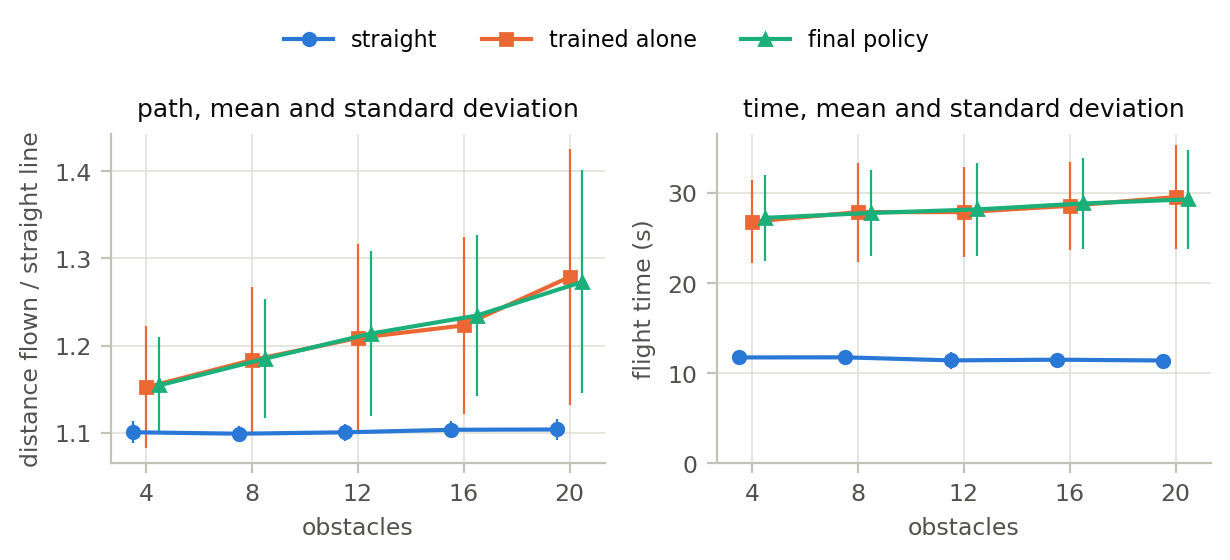 straight trained alone final policy
path, mean and standard deviation
distance flown / straight line
1.4
1.3
1.2
1.1
4 8 12 16 20
obstacles
time, mean and standard deviation
flight time (s)
30
20
10
0
4 8 12 16 20
obstacles